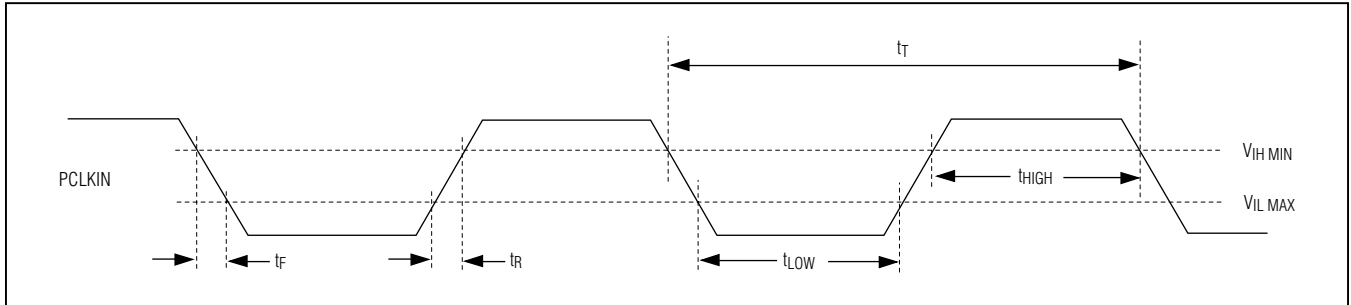 tT
VIH MIN
PCLKIN
tHIGH
VIL MAX
tF
tR
tLOW